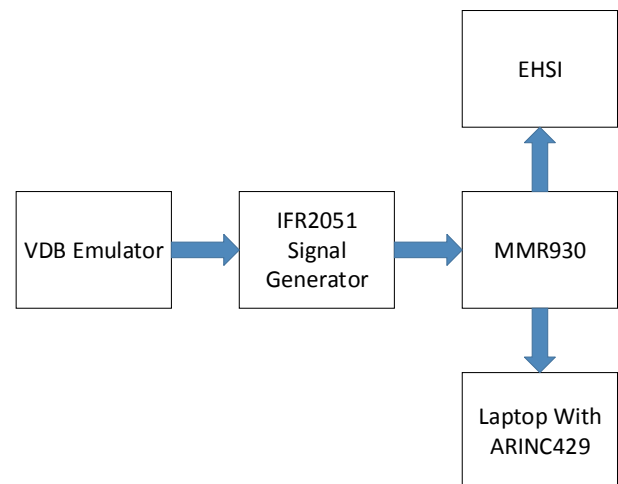 EHSI
VDB Emulator
IFR2051
Signal
Generator
MMR930
Laptop With
ARINC429